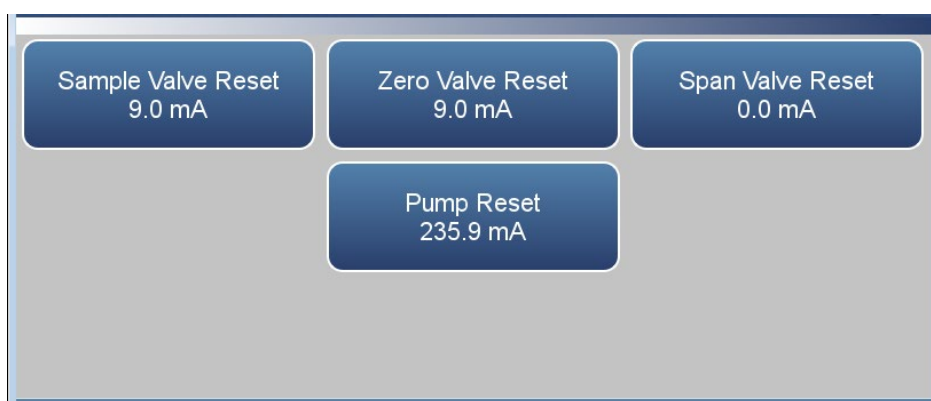 Sample Valve Reset
9.0 mA
Zero Valve Reset
9.0 mA
Span Valve Reset
0.0 mA
Pump Reset
235.9 mA